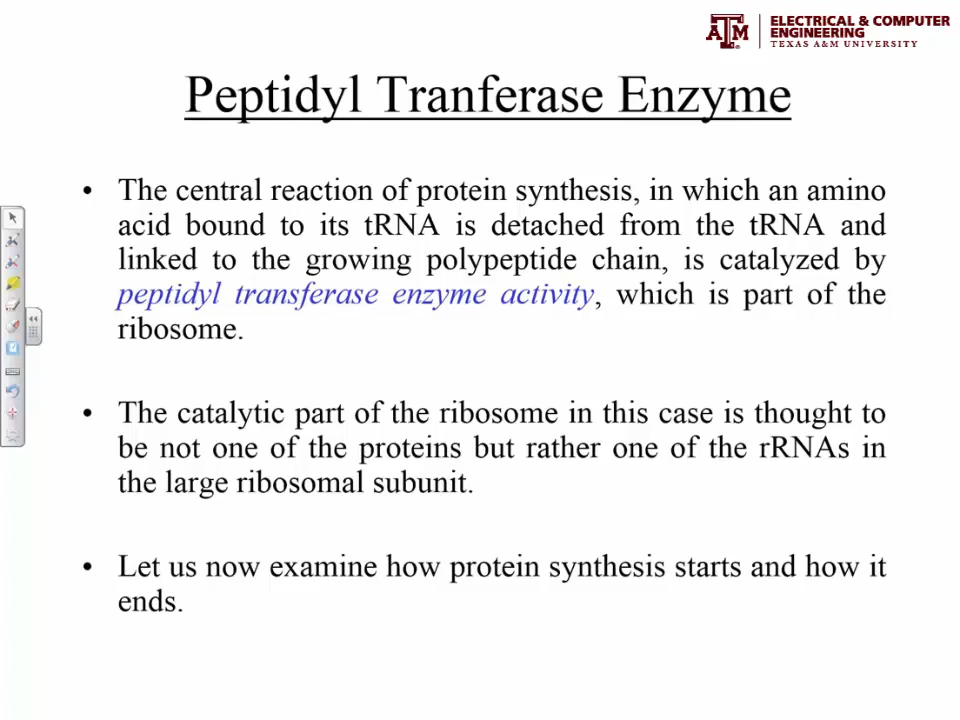 ELECTRICAL & COMPUTER
ENGINEERING
TEXAS A&M UNIVERSITY
Peptidyl Tranferase Enzyme
• The central reaction of protein synthesis, in which an amino
acid bound to its tRNA is detached from the tRNA and
linked to the growing polypeptide chain, is catalyzed by
peptidyl transferase enzyme activity, which is part of the
ribosome.
• The catalytic part of the ribosome in this case is thought to
be not one of the proteins but rather one of the rRNAs in
the large ribosomal subunit.
• Let us now examine how protein synthesis starts and how it
ends.